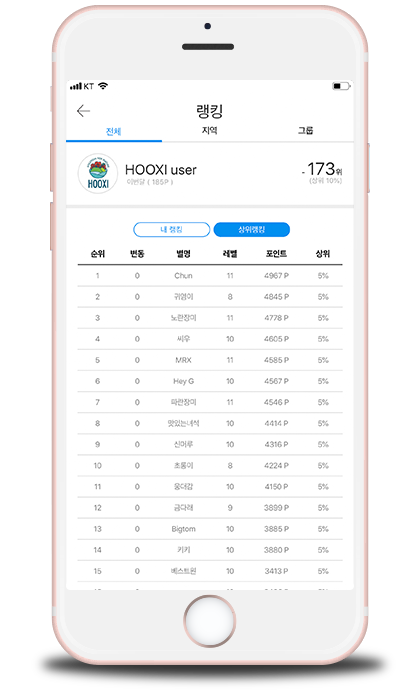 KT
랭킹
전체 지역 그룹
HOOXI
HOOXI user
이번달 ( 185P )
- 173위
(상위 10%)
내 랭킹 상위랭킹
순위 변동 별명 레벨 포인트 상위
1 0 Chun 11 4967 P 5%
2 0 귀염이 8 4845 P 5%
3 0 노란장미 11 4778 P 5%
4 0 씨우 10 4605 P 5%
5 0 MRX 11 4585 P 5%
6 0 Hey G 10 4567 P 5%
7 0 파란장미 11 4546 P 5%
8 0 맛있는녀석 10 4414 P 5%
9 0 신머루 10 4316 P 5%
10 0 초롱이 8 4224 P 5%
11 0 웅더감 10 4150 P 5%
12 0 금다래 9 3899 P 5%
13 0 Bigtom 10 3885 P 5%
14 0 키키 10 3880 P 5%
15 0 베스트원 10 3413 P 5%